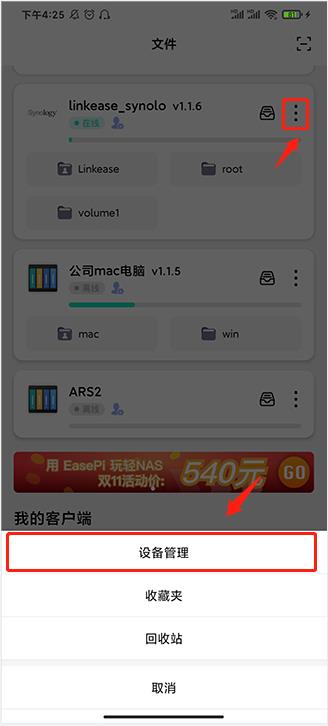 下午4:25
HD HD 81
文件
Synology
linkease_synolo v1.1.6
在线
Linkease
root
volume1
公司mac电脑 v1.1.5
离线
mac
win
ARS2
离线
用 EasePi 玩轻NAS
双11活动价: 540元 GO
我的客户端
设备管理
收藏夹
回收站
取消